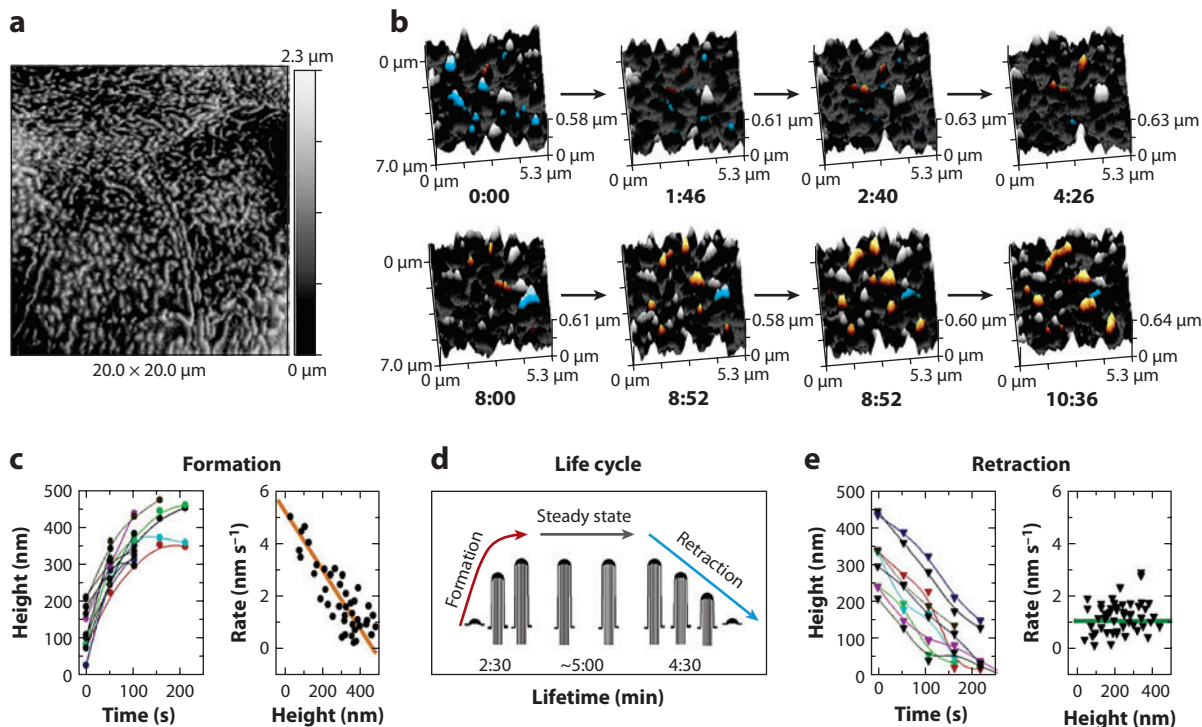 a
2.3 µm
20.0 × 20.0 µm
0 µm
b
0 µm
7.0 µm
0 µm
5.3 µm
0.58 µm
0 µm
0:00
0 µm
5.3 µm
0.61 µm
0 µm
1:46
0 µm
5.3 µm
0.63 µm
0 µm
2:40
0 µm
5.3 µm
0.63 µm
0 µm
4:26
0 µm
7.0 µm
0 µm
5.3 µm
0.61 µm
0 µm
8:00
0 µm
5.3 µm
0.58 µm
0 µm
8:52
0 µm
5.3 µm
0.60 µm
0 µm
8:52
0 µm
5.3 µm
0.64 µm
0 µm
10:36
c
Formation
Height (nm)
500
400
300
200
100
0
0 100 200
Time (s)
Rate (nm s⁻¹)
6
4
2
0
0 200 400
Height (nm)
d
Life cycle
Formation
Steady state
Retraction
2:30 ~5:00 4:30
Lifetime (min)
e
Retraction
Height (nm)
500
400
300
200
100
0
0 100 200
Time (s)
Rate (nm s⁻¹)
6
4
2
0
0 200 400
Height (nm)